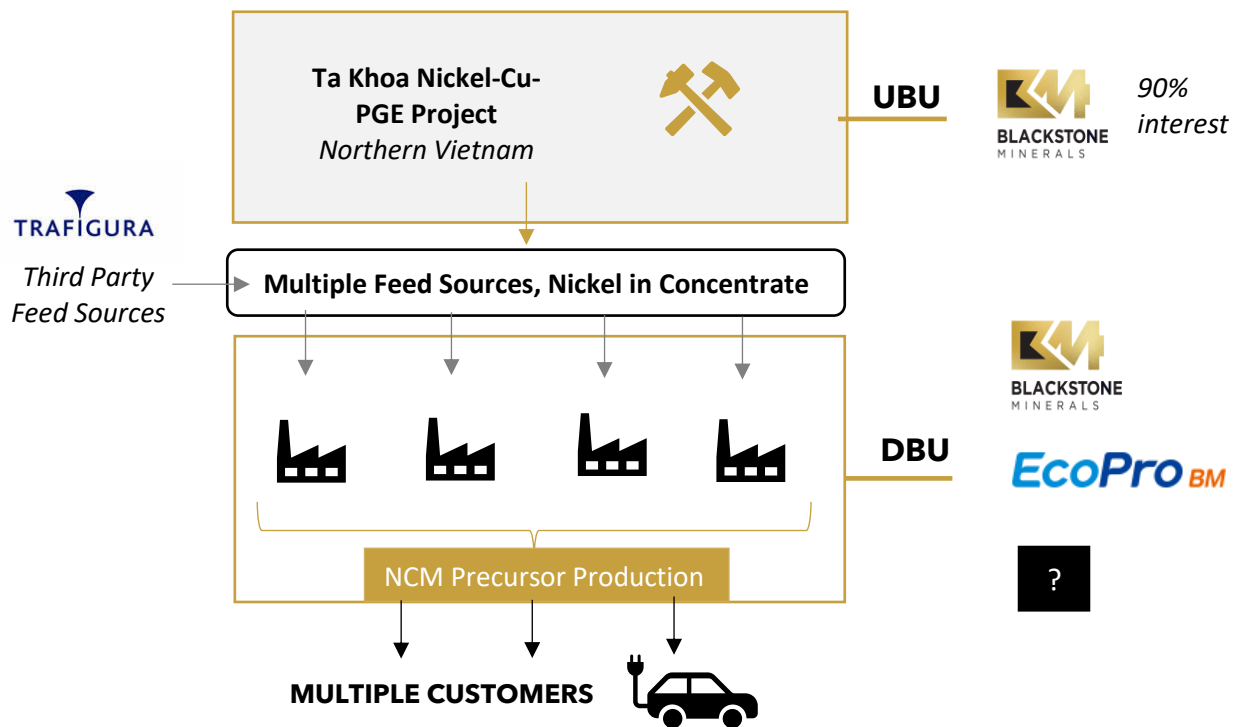 Ta Khoa Nickel-Cu-
PGE Project
Northern Vietnam
UBU
BLACKSTONE
MINERALS
90%
interest
TRAFIGURA
Third Party
Feed Sources
Multiple Feed Sources, Nickel in Concentrate
BLACKSTONE
MINERALS
DBU
EcoPro BM
NCM Precursor Production
?
MULTIPLE CUSTOMERS